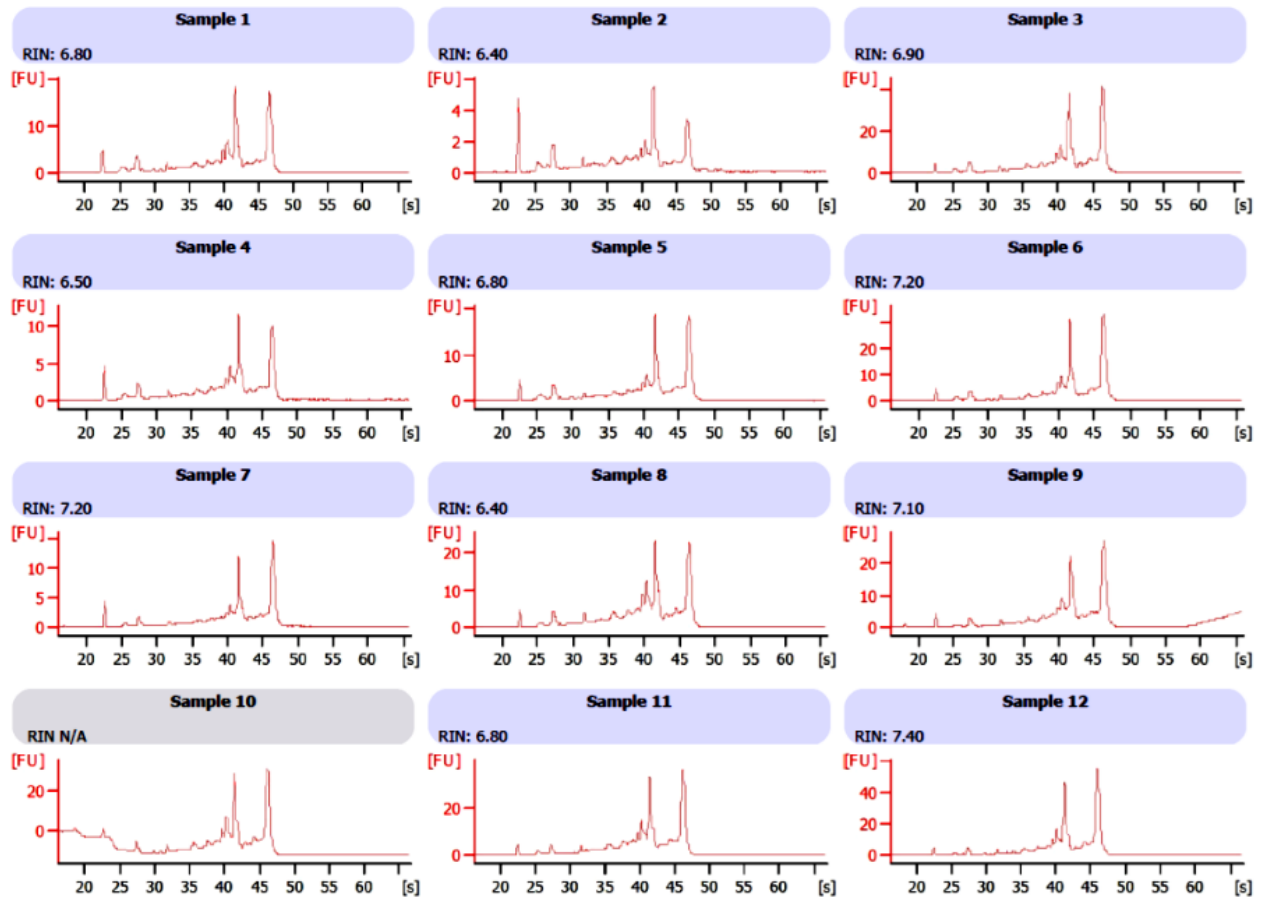 Sample 1
RIN: 6.80
[FU]
10
0
20 25 30 35 40 45 50 55 60 [s]
Sample 2
RIN: 6.40
[FU]
4
2
0
20 25 30 35 40 45 50 55 60 [s]
Sample 3
RIN: 6.90
[FU]
20
0
20 25 30 35 40 45 50 55 60 [s]
Sample 4
RIN: 6.50
[FU]
10
5
0
20 25 30 35 40 45 50 55 60 [s]
Sample 5
RIN: 6.80
[FU]
10
0
20 25 30 35 40 45 50 55 60 [s]
Sample 6
RIN: 7.20
[FU]
20
10
0
20 25 30 35 40 45 50 55 60 [s]
Sample 7
RIN: 7.20
[FU]
10
5
0
20 25 30 35 40 45 50 55 60 [s]
Sample 8
RIN: 6.40
[FU]
20
10
0
20 25 30 35 40 45 50 55 60 [s]
Sample 9
RIN: 7.10
[FU]
20
10
0
20 25 30 35 40 45 50 55 60 [s]
Sample 10
RIN N/A
[FU]
20
0
20 25 30 35 40 45 50 55 60 [s]
Sample 11
RIN: 6.80
[FU]
20
0
20 25 30 35 40 45 50 55 60 [s]
Sample 12
RIN: 7.40
[FU]
40
20
0
20 25 30 35 40 45 50 55 60 [s]